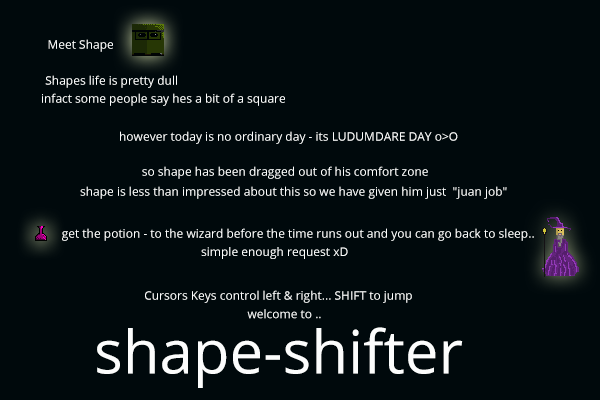 Meet Shape
Shapes life is pretty dull
infact some people say hes a bit of a square
however today is no ordinary day - its LUDUMDARE DAY o>O
so shape has been dragged out of his comfort zone
shape is less than impressed about this so we have given him just "juan job"
get the potion - to the wizard before the time runs out and you can go back to sleep..
simple enough request xD
Cursors Keys control left & right... SHIFT to jump
welcome to ..
shape-shifter